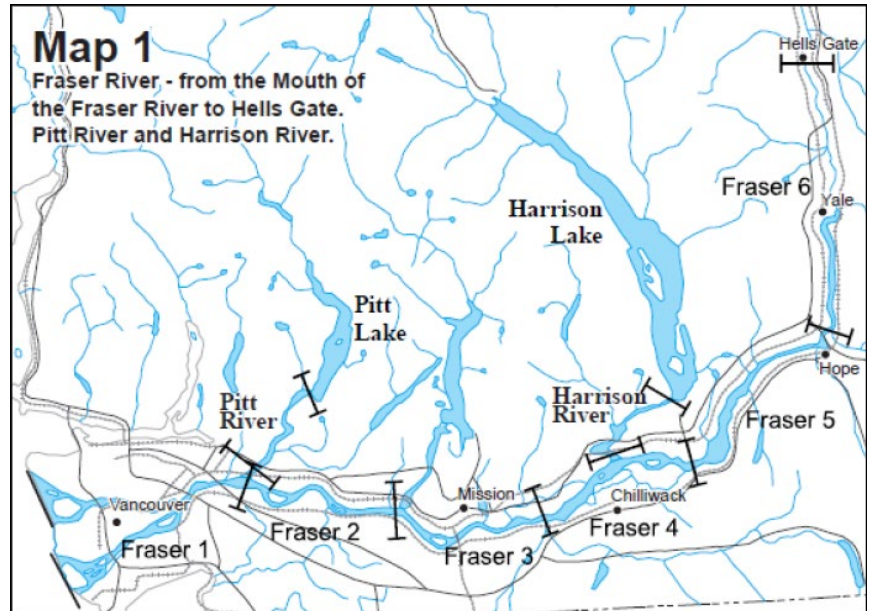 Map 1
Fraser River - from the Mouth of
the Fraser River to Hells Gate.
Pitt River and Harrison River.
Hells Gate
Fraser 6
Yale
Harrison
Lake
Pitt
Lake
Hope
Pitt
River
Harrison
River
Fraser 5
Vancouver
Mission
Chilliwack
Fraser 1
Fraser 2
Fraser 3
Fraser 4